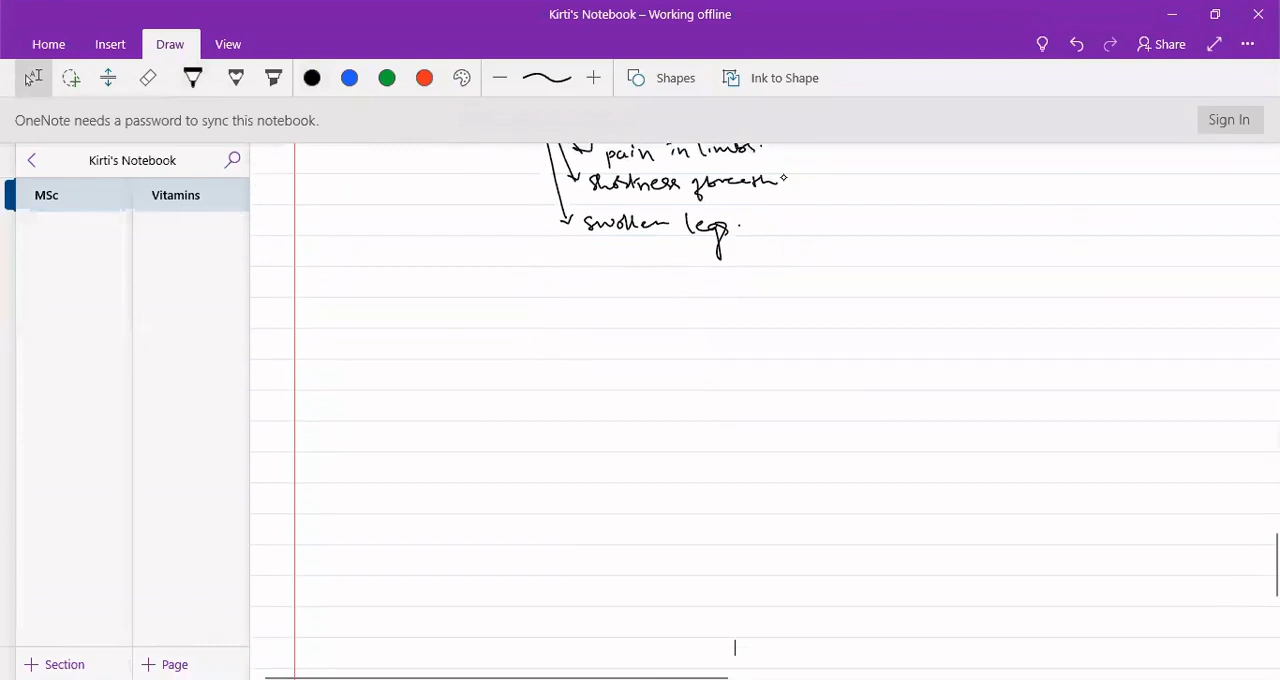 Kirti's Notebook – Working offline
Home Insert Draw View
Share
Shapes Ink to Shape
OneNote needs a password to sync this notebook.
Sign In
Kirti's Notebook
MSc Vitamins
pain in limbs.
shortness of breath
swollen legs.
Section Page